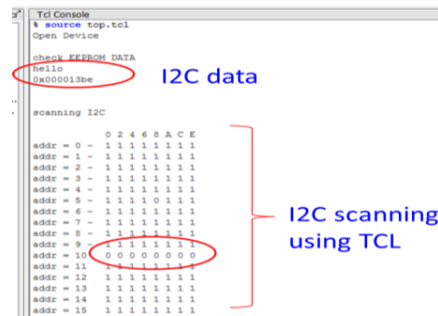 Tcl Console
% source top.tcl
Open Device
check EEPROM DATA
hello
0x000013be
I2C data
scanning I2C
0 2 4 6 8 A C E
addr = 0 - 1 1 1 1 1 1 1 1
addr = 1 - 1 1 1 1 1 1 1 1
addr = 2 - 1 1 1 1 1 1 1 1
addr = 3 - 1 1 1 1 1 1 1 1
addr = 4 - 1 1 1 1 1 1 1 1
addr = 5 - 1 1 1 1 0 1 1 1
addr = 6 - 1 1 1 1 1 1 1 1
addr = 7 - 1 1 1 1 1 1 1 1
addr = 8 - 1 1 1 1 1 1 1 1
addr = 9 - 1 1 1 1 1 1 1 1
addr = 10 0 0 0 0 0 0 0 0
addr = 11 1 1 1 1 1 1 1 1
addr = 12 1 1 1 1 1 1 1 1
addr = 13 1 1 1 1 1 1 1 1
addr = 14 1 1 1 1 1 1 1 1
addr = 15 1 1 1 1 1 1 1 1
I2C scanning
using TCL